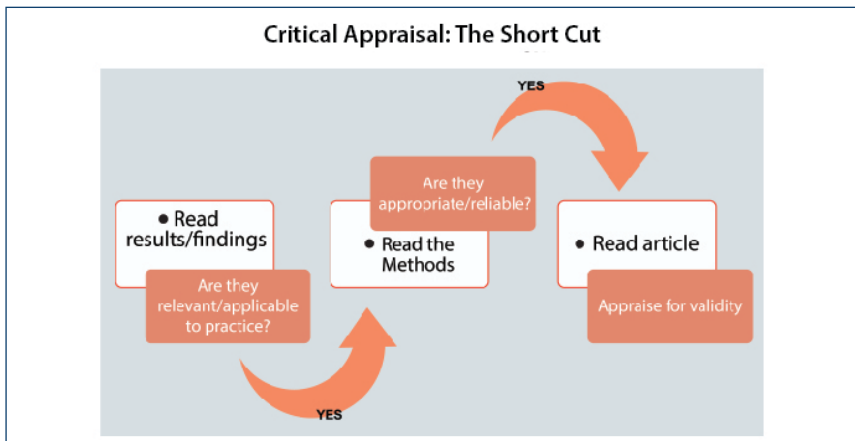 Critical Appraisal: The Short Cut
• Read
results/findings
Are they
relevant/applicable
to practice?
YES
Are they
appropriate/reliable?
• Read the
Methods
YES
• Read article
Appraise for validity